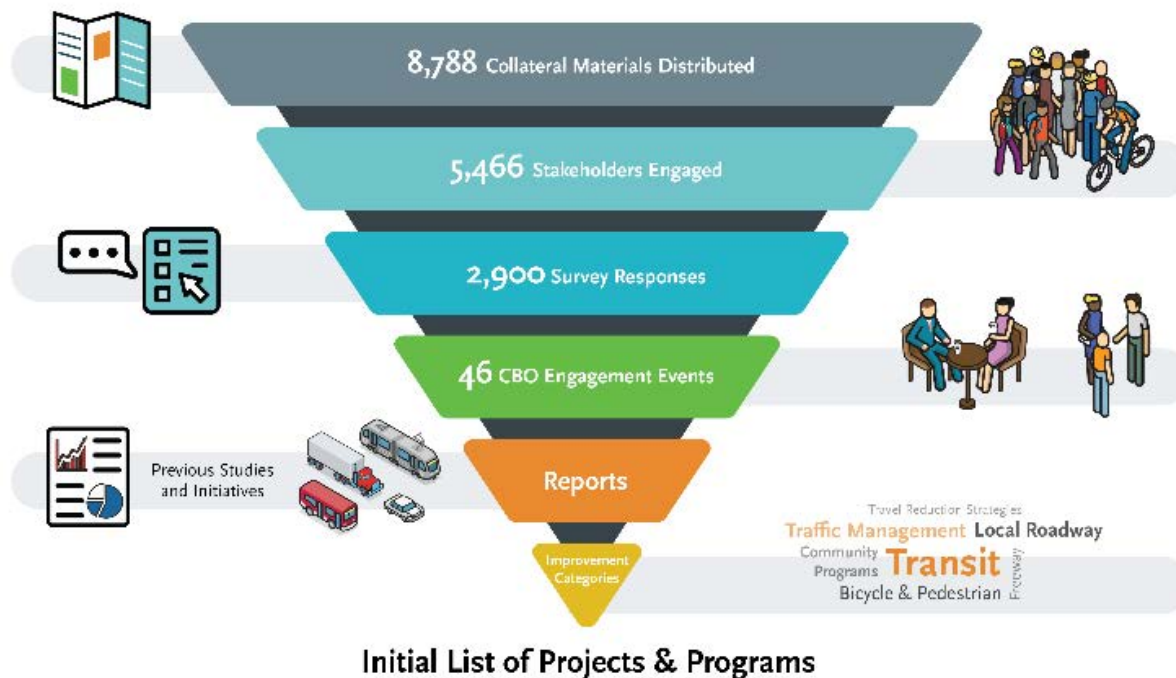 8,788 Collateral Materials Distributed
5,466 Stakeholders Engaged
2,900 Survey Responses
46 CBO Engagement Events
Previous Studies
and Initiatives
Reports
Improvement
Categories
Travel Reduction Strategies
Traffic Management Local Roadway
Community
Programs
Transit
Freeway
Bicycle & Pedestrian
Initial List of Projects & Programs